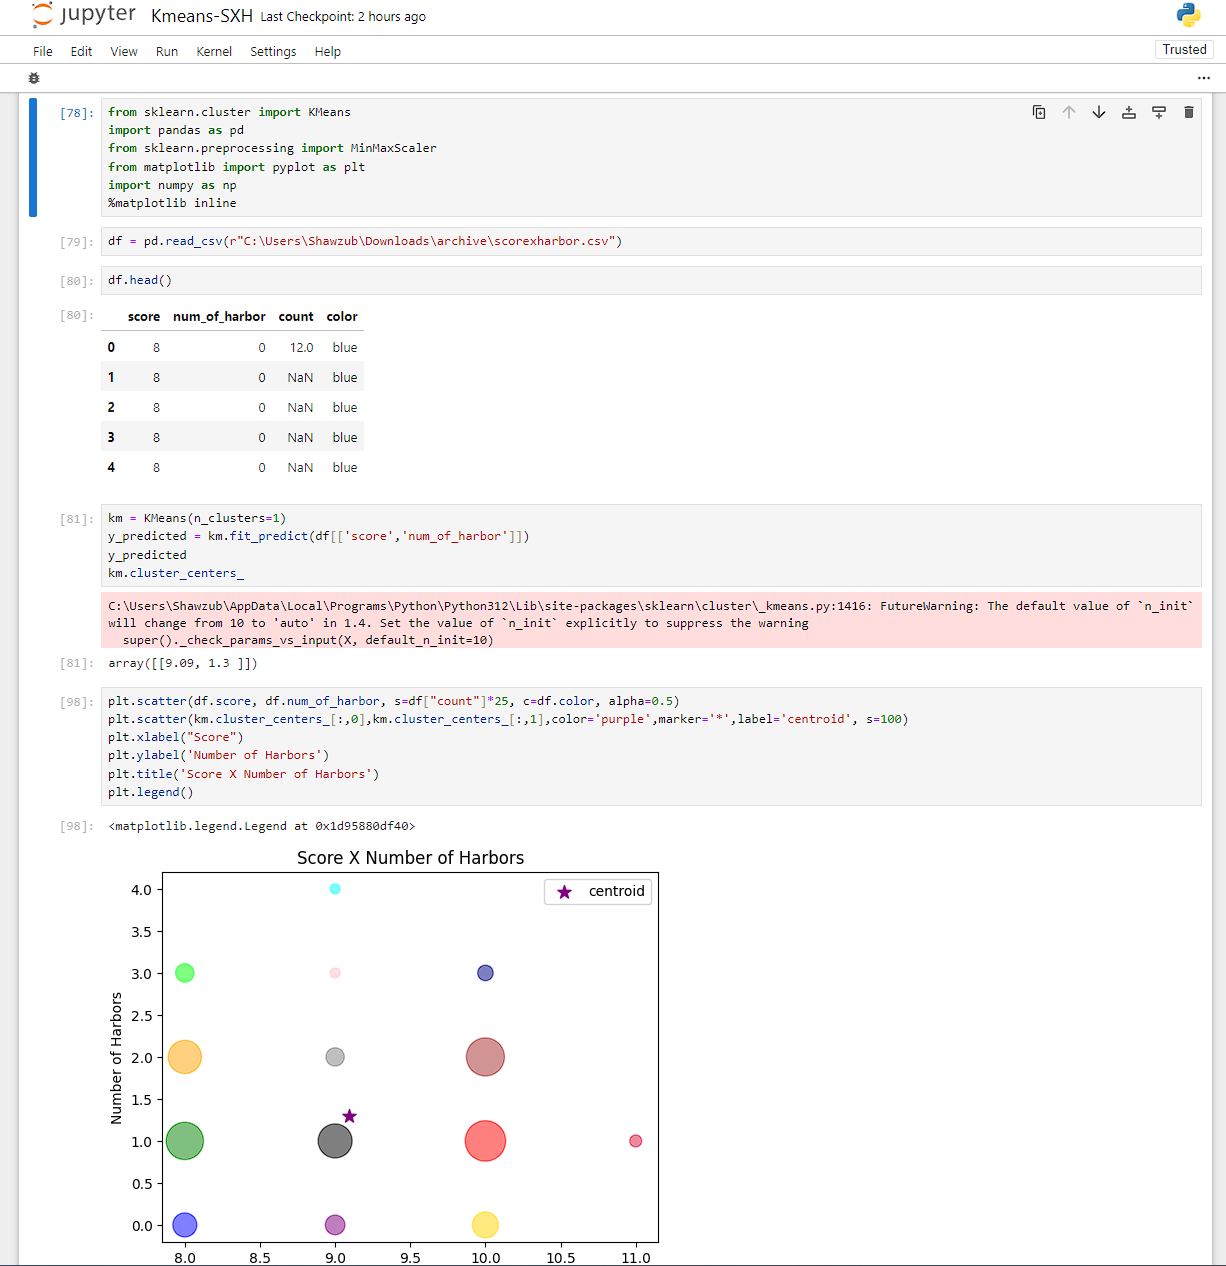 jupyter Kmeans-SXH Last Checkpoint: 2 hours ago
File Edit View Run Kernel Settings Help Trusted
[78]: from sklearn.cluster import KMeans
import pandas as pd
from sklearn.preprocessing import MinMaxScaler
from matplotlib import pyplot as plt
import numpy as np
%matplotlib inline
[79]: df = pd.read_csv(r"C:\Users\Shawzub\Downloads\archive\scorexharbor.csv")
[80]: df.head()
[80]: score num_of_harbor count color
0 8 0 12.0 blue
1 8 0 NaN blue
2 8 0 NaN blue
3 8 0 NaN blue
4 8 0 NaN blue
[81]: km = KMeans(n_clusters=1)
y_predicted = km.fit_predict(df[['score','num_of_harbor']])
y_predicted
km.cluster_centers_
C:\Users\Shawzub\AppData\Local\Programs\Python\Python312\Lib\site-packages\sklearn\cluster\_kmeans.py:1416: FutureWarning: The default value of `n_init`
will change from 10 to 'auto' in 1.4. Set the value of `n_init` explicitly to suppress the warning
super()._check_params_vs_input(X, default_n_init=10)
[81]: array([[9.09, 1.3 ]])
[98]: plt.scatter(df.score, df.num_of_harbor, s=df["count"]*25, c=df.color, alpha=0.5)
plt.scatter(km.cluster_centers_[:,0],km.cluster_centers_[:,1],color='purple',marker='*',label='centroid', s=100)
plt.xlabel("Score")
plt.ylabel('Number of Harbors')
plt.title('Score X Number of Harbors')
plt.legend()
[98]: <matplotlib.legend.Legend at 0x1d95880df40>
Score X Number of Harbors
centroid
Number of Harbors
4.0
3.5
3.0
2.5
2.0
1.5
1.0
0.5
0.0
8.0 8.5 9.0 9.5 10.0 10.5 11.0